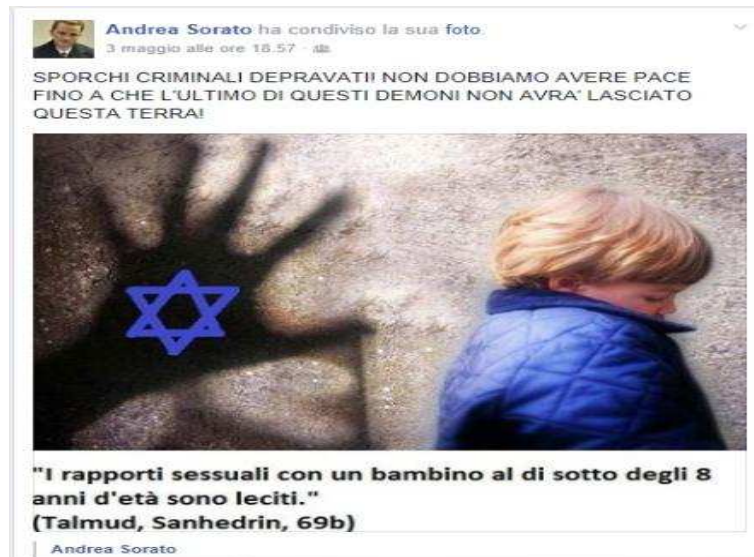 Andrea Sorato ha condiviso la sua foto.
3 maggio alle ore 18.57
SPORCHI CRIMINALI DEPRAVATI! NON DOBBIAMO AVERE PACE
FINO A CHE L'ULTIMO DI QUESTI DEMONI NON AVRA' LASCIATO
QUESTA TERRA!
"I rapporti sessuali con un bambino al di sotto degli 8
anni d'età sono leciti."
(Talmud, Sanhedrin, 69b)
Andrea Sorato